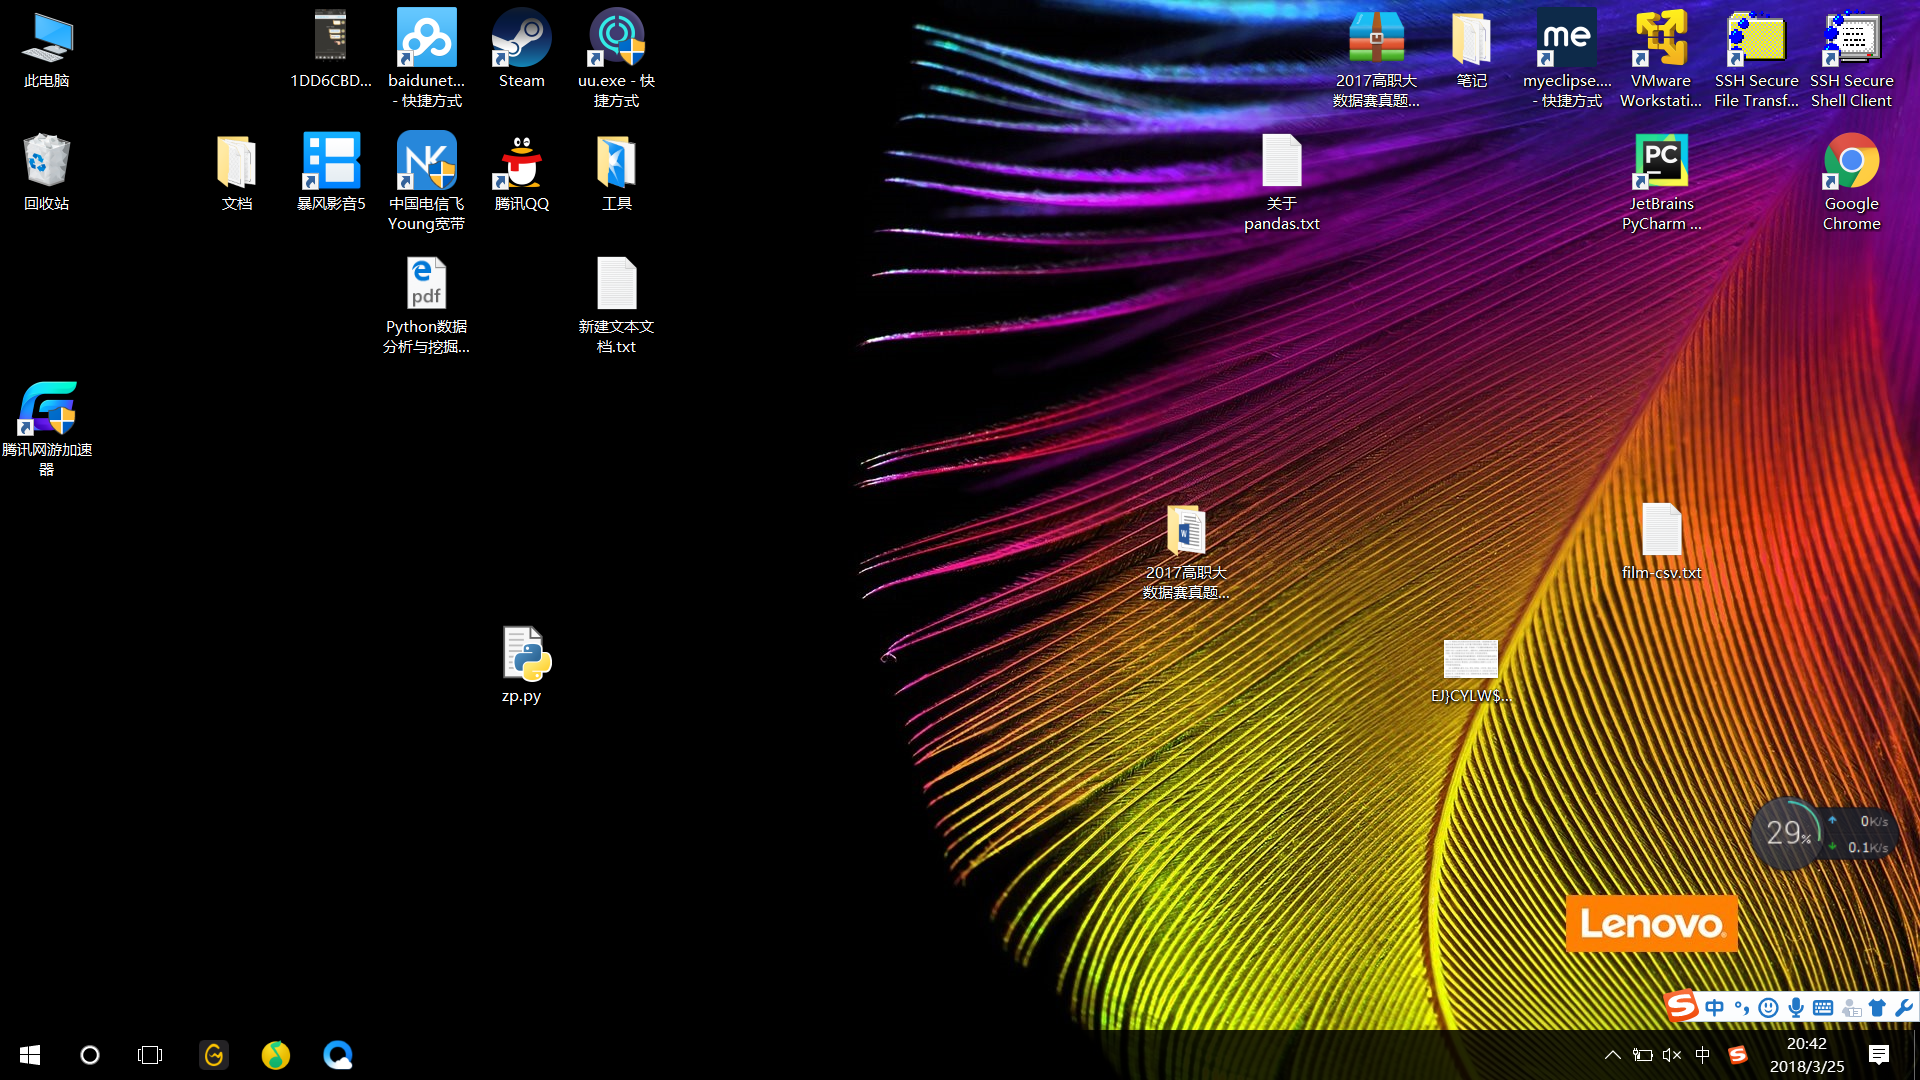 此电脑
1DD6CBD...
baidunet...
- 快捷方式
Steam
uu.exe - 快
捷方式
2017高职大
数据赛真题...
笔记
me
myeclipse....
- 快捷方式
VMware
Workstati...
SSH Secure
File Transf...
SSH Secure
Shell Client
回收站
文档
暴风影音5
中国电信飞
Young宽带
腾讯QQ
工具
关于
pandas.txt
PC
JetBrains
PyCharm ...
Google
Chrome
pdf
Python数据
分析与挖掘...
新建文本文
档.txt
腾讯网游加速
器
2017高职大
数据赛真题...
film-csv.txt
zp.py
EJ}CYLW$...
29%
0K/s
0.1K/s
Lenovo
中
中
20:42
2018/3/25